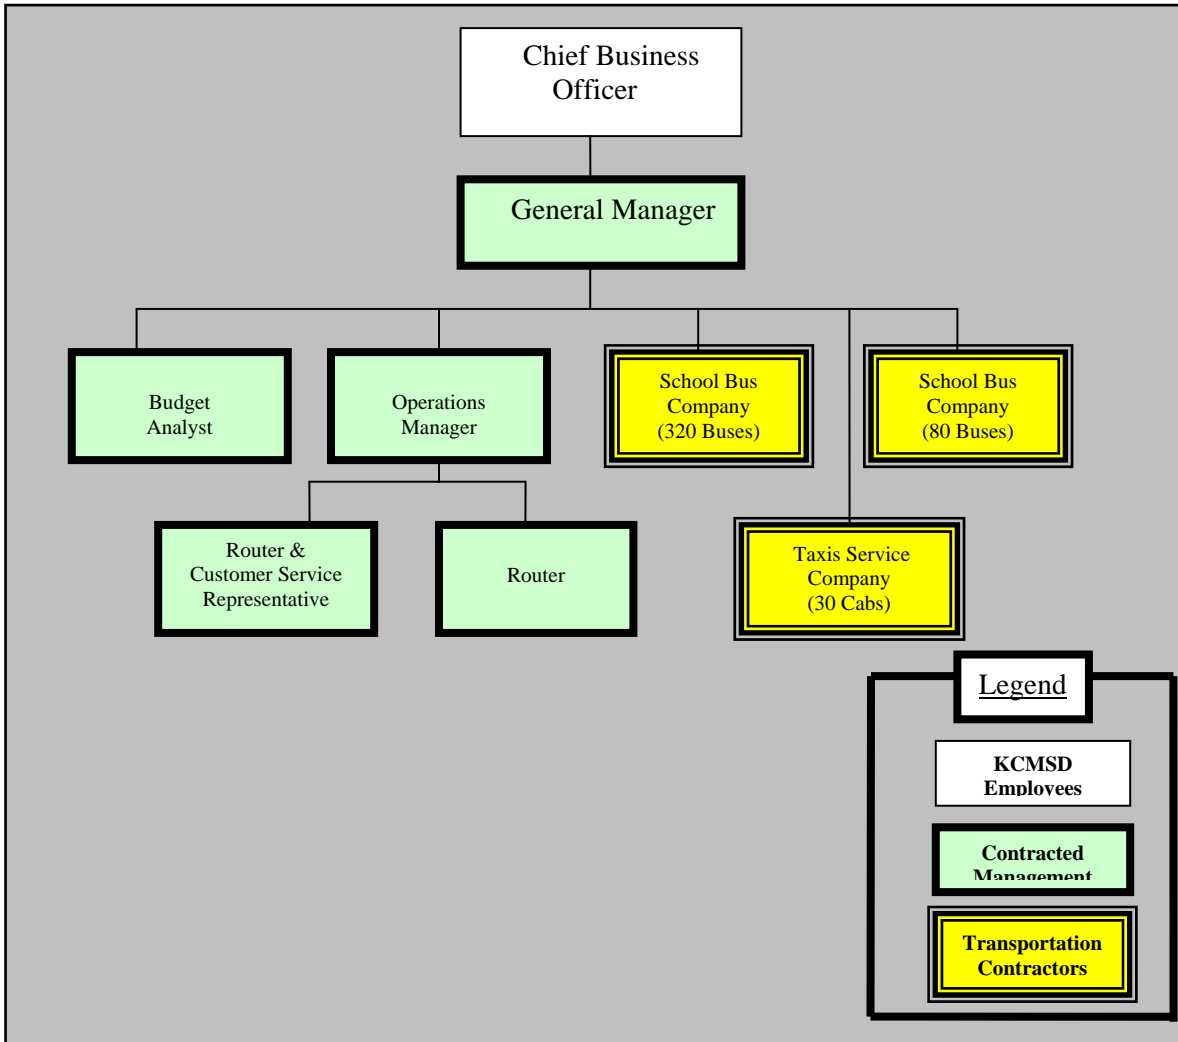 Chief Business
Officer
General Manager
Budget
Analyst
Operations
Manager
School Bus
Company
(320 Buses)
School Bus
Company
(80 Buses)
Router &
Customer Service
Representative
Router
Taxis Service
Company
(30 Cabs)
Legend
KCMSD
Employees
Contracted
Management
Transportation
Contractors